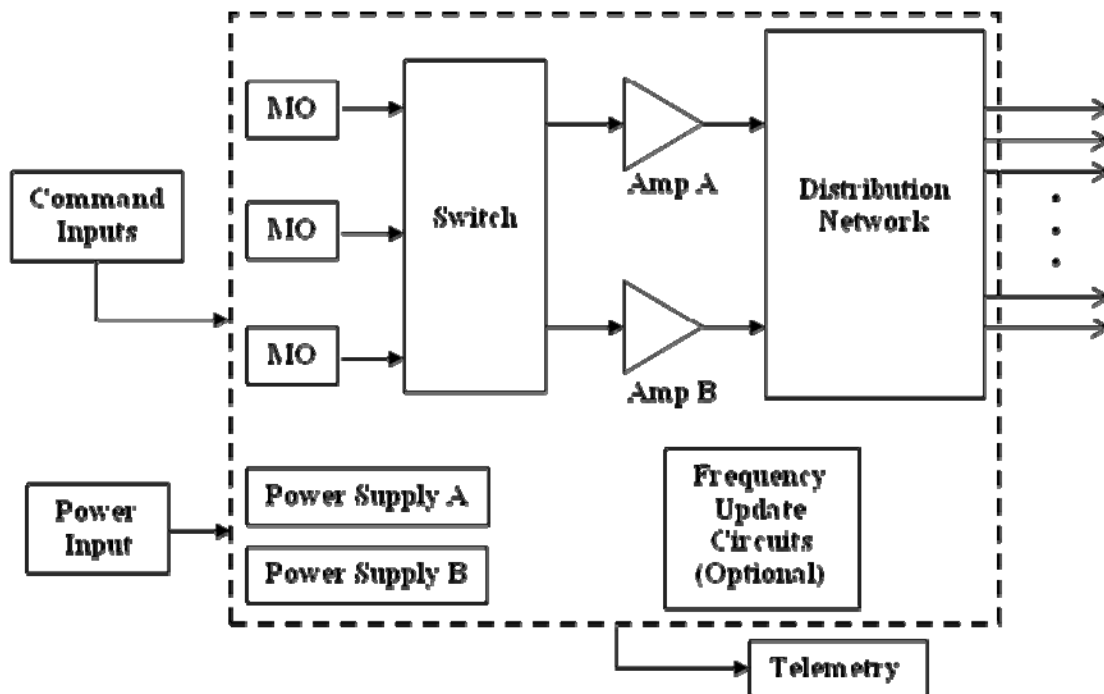 MO
MO
MO
Command
Inputs
Switch
Amp A
Amp B
Distribution
Network
Power
Input
Power Supply A
Power Supply B
Frequency
Update
Circuits
(Optional)
Telemetry